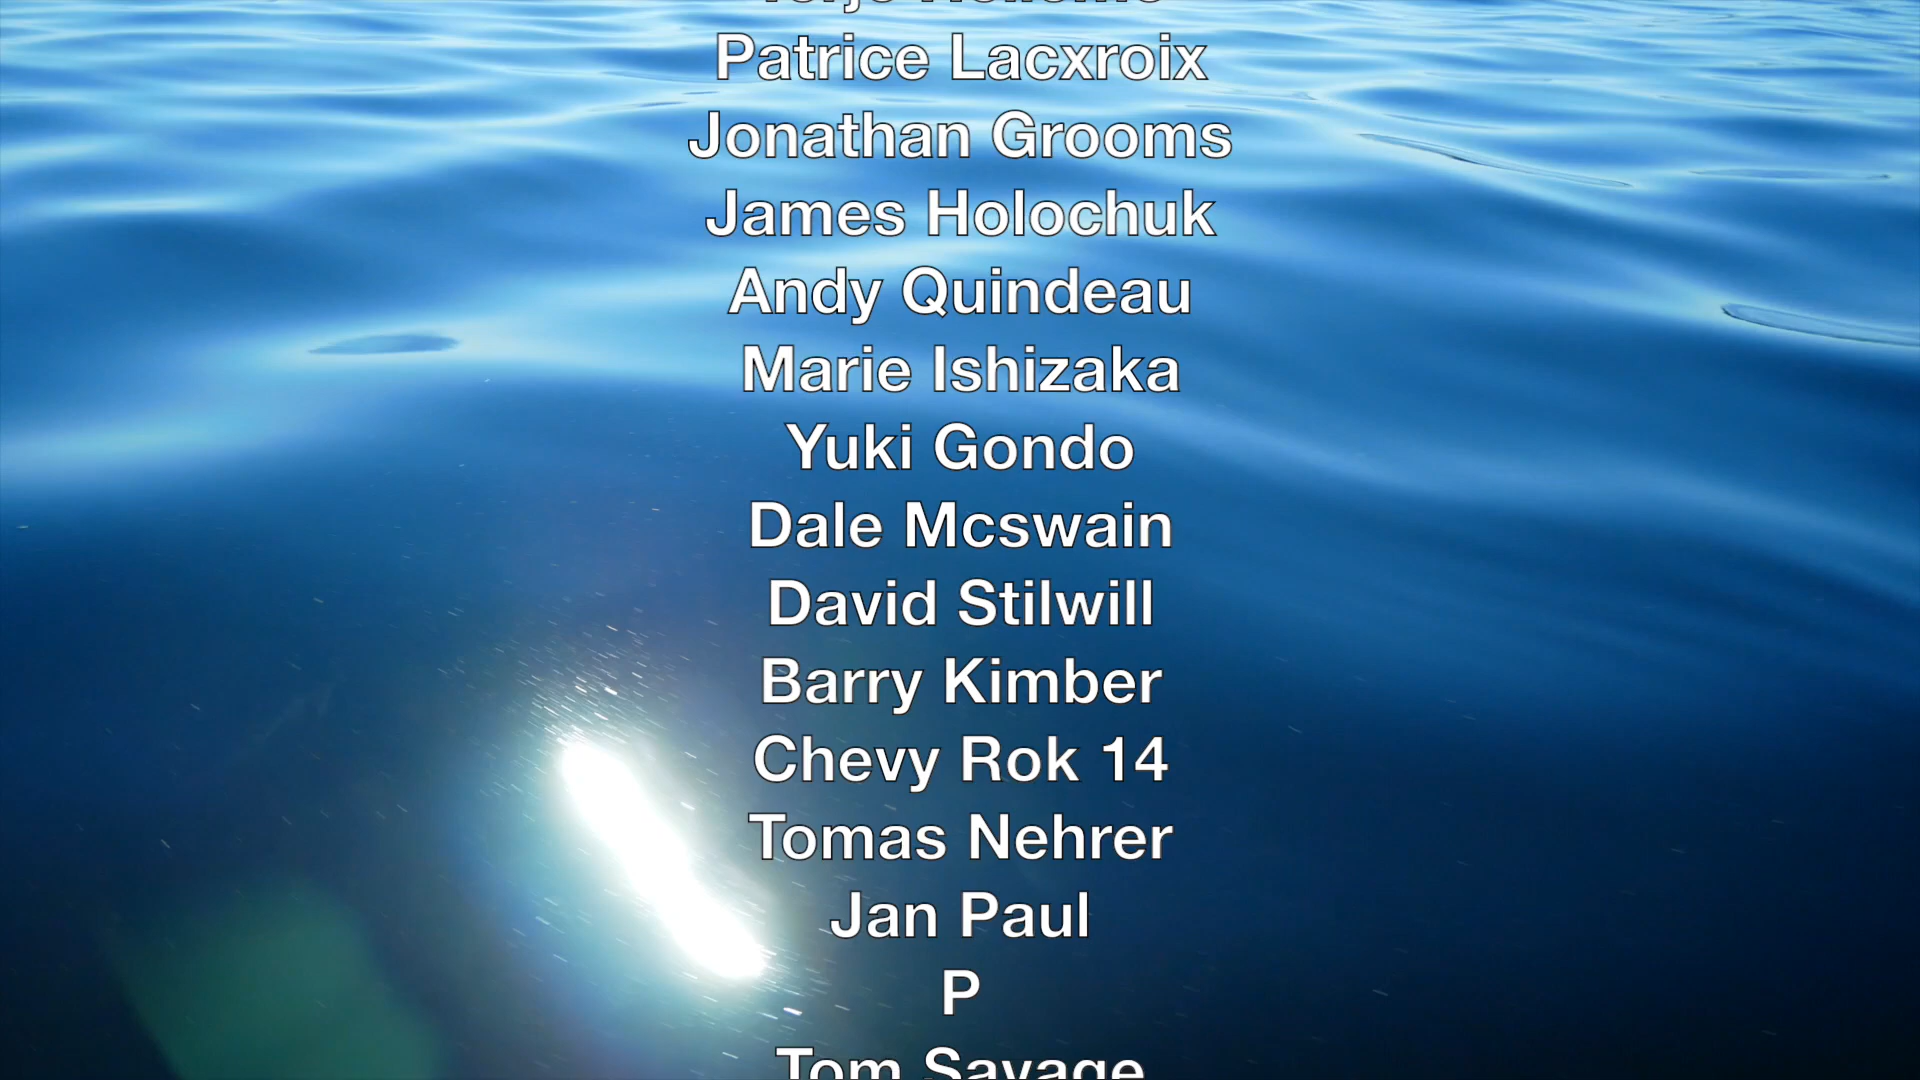 Patrice Lacxroix
Jonathan Grooms
James Holochuk
Andy Quindeau
Marie Ishizaka
Yuki Gondo
Dale Mcswain
David Stilwill
Barry Kimber
Chevy Rok 14
Tomas Nehrer
Jan Paul
P
Tom Savage